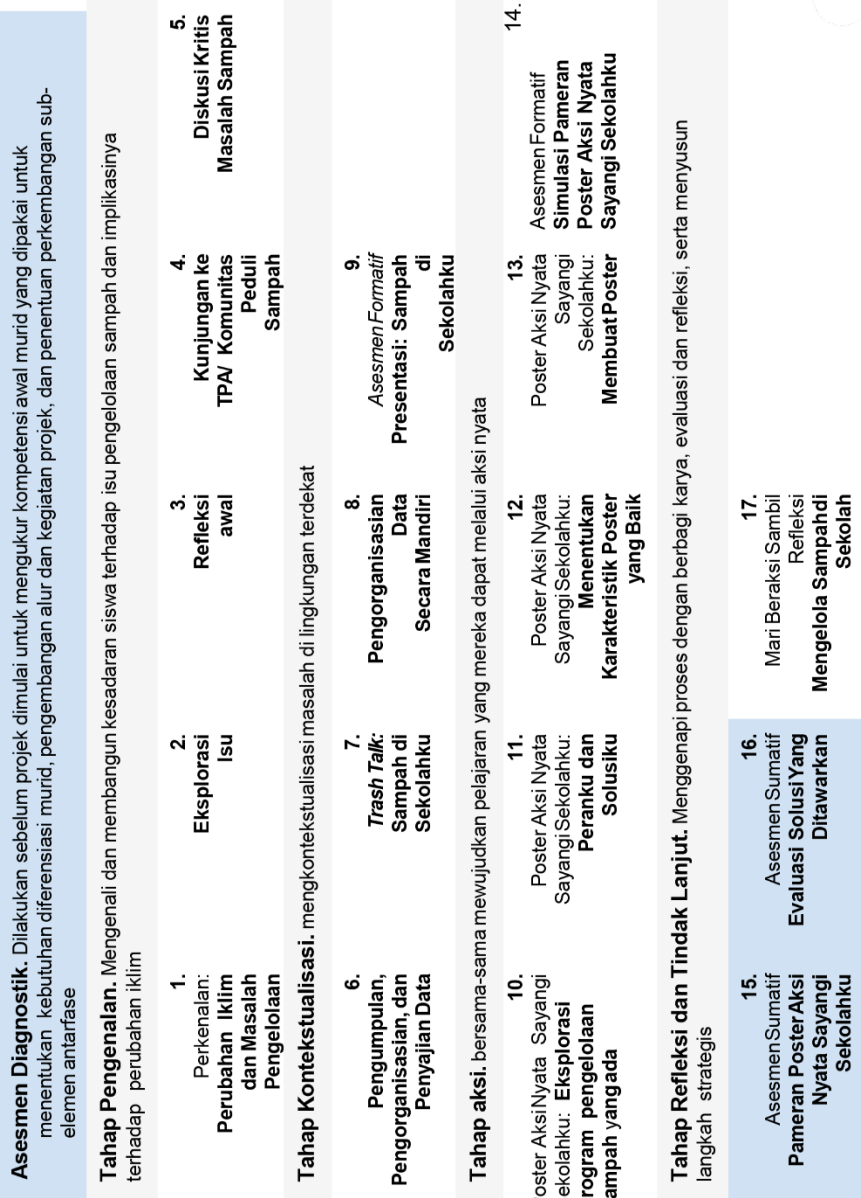 Asesmen Diagnostik. Dilakukan sebelum projek dimulai untuk mengukur kompetensi awal murid yang dipakai untuk
menentukan kebutuhan diferensiasi murid, pengembangan alur dan kegiatan projek, dan penentuan perkembangan sub-
elemen antarfase
Tahap Pengenalan. Mengenali dan membangun kesadaran siswa terhadap isu pengelolaan sampah dan implikasinya
terhadap perubahan iklim
1.
Perkenalan:
Perubahan Iklim
dan Masalah
Pengelolaan
2.
Eksplorasi
Isu
3.
Refleksi
awal
4.
Kunjungan ke
TPA/ Komunitas
Peduli
Sampah
5.
Diskusi Kritis
Masalah Sampah
Tahap Kontekstualisasi. mengkontekstualisasi masalah di lingkungan terdekat
6.
Pengumpulan,
Pengorganisasian, dan
Penyajian Data
7.
Trash Talk:
Sampah di
Sekolahku
8.
Pengorganisasian
Data
Secara Mandiri
9.
Asesmen Formatif
Presentasi: Sampah
di
Sekolahku
Tahap aksi. bersama-sama mewujudkan pelajaran yang mereka dapat melalui aksi nyata
10.
oster Aksi Nyata Sayangi
ekolahku: Eksplorasi
rogram pengelolaan
ampah yang ada
11.
Poster Aksi Nyata
Sayangi Sekolahku:
Peranku dan
Solusiku
12.
Poster Aksi Nyata
Sayangi Sekolahku:
Menentukan
Karakteristik Poster
yang Baik
13.
Poster Aksi Nyata
Sayangi
Sekolahku:
Membuat Poster
14.
Asesmen Formatif
Simulasi Pameran
Poster Aksi Nyata
Sayangi Sekolahku
Tahap Refleksi dan Tindak Lanjut. Menggenapi proses dengan berbagi karya, evaluasi dan refleksi, serta menyusun
langkah strategis
15.
Asesmen Sumatif
Pameran Poster Aksi
Nyata Sayangi
Sekolahku
16.
Asesmen Sumatif
Evaluasi Solusi Yang
Ditawarkan
17.
Mari Beraksi Sambil
Refleksi
Mengelola Sampah di
Sekolah